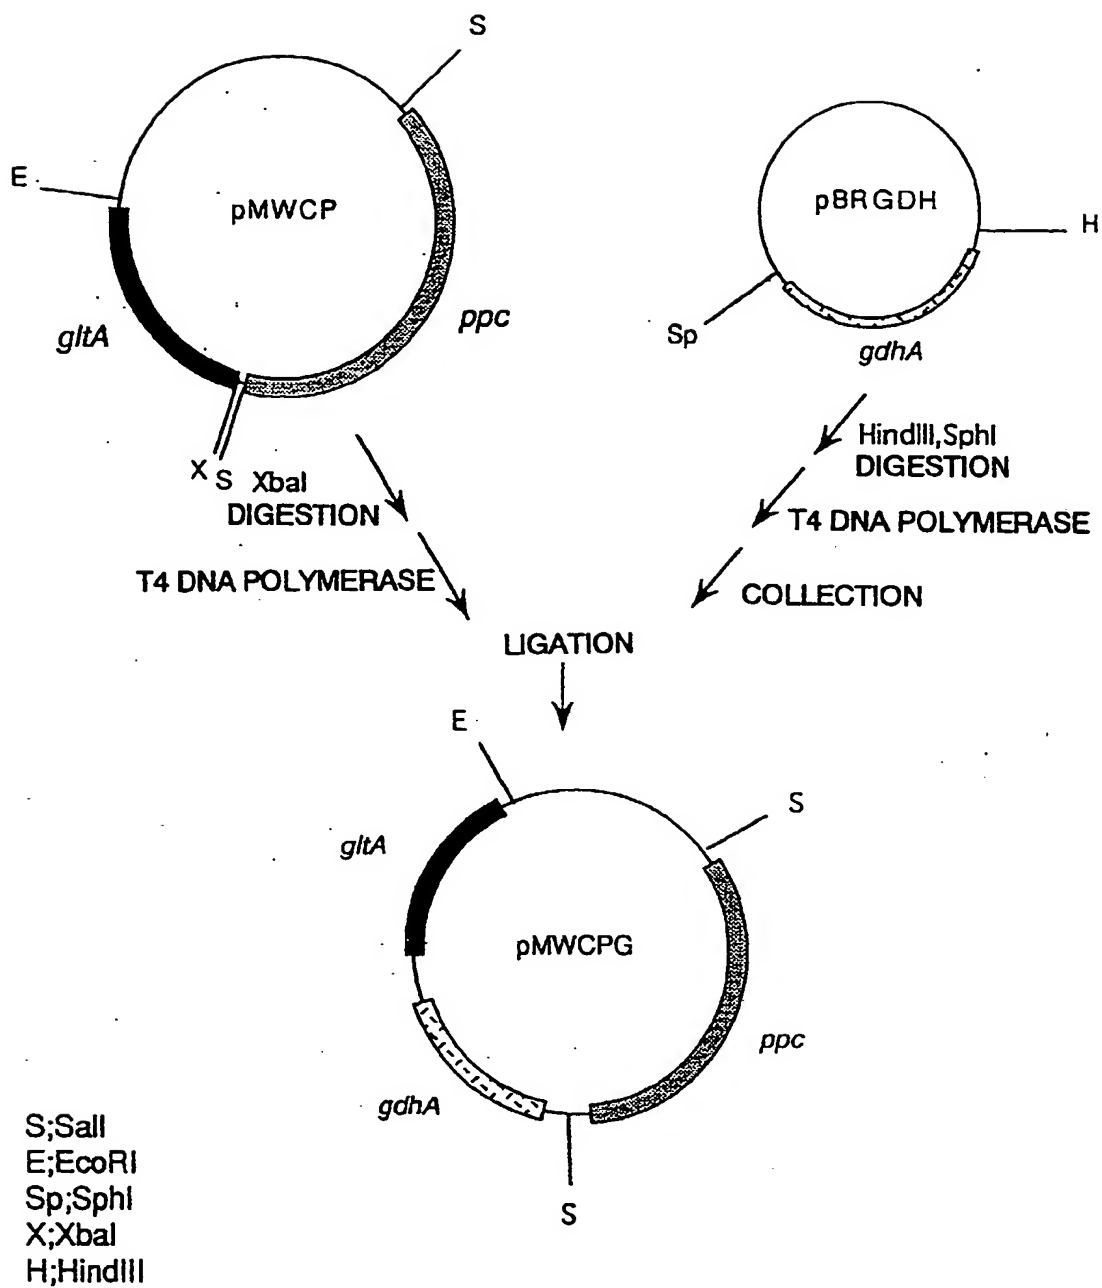 S
E
pMWCP
gltA
ppc
X S
pBRGDH
H
Sp
gdhA
XbaI
DIGESTION
T4 DNA POLYMERASE
HindIII,SphI
DIGESTION
T4 DNA POLYMERASE
COLLECTION
LIGATION
E
S
gltA
pMWCPG
ppc
gdhA
S
S;SalI
E;EcoRI
Sp;SphI
X;XbaI
H;HindIII